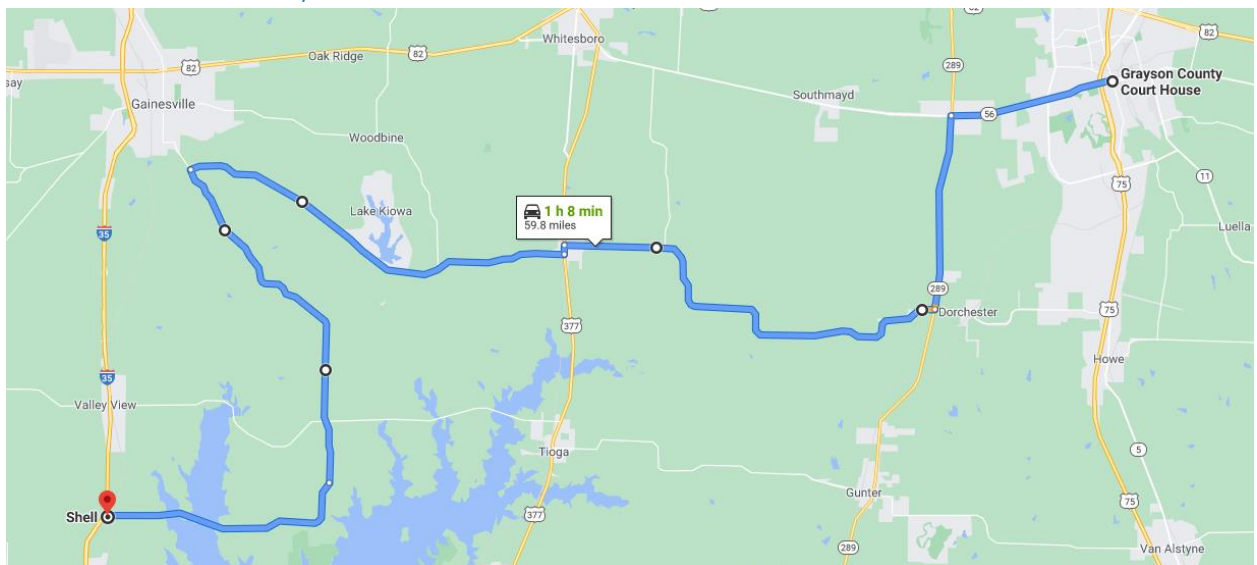 82
Whitesboro
82
Oak Ridge
82
82
say
Gainesville
289
Grayson County
Court House
Southmayd
56
Woodbine
75
11
Lake Kiowa
1 h 8 min
59.8 miles
35
Luella
289
Dorchester
75
377
Howe
35
Valley View
Tioga
5
Gunter
75
Shell
377
289
Van Alstyne